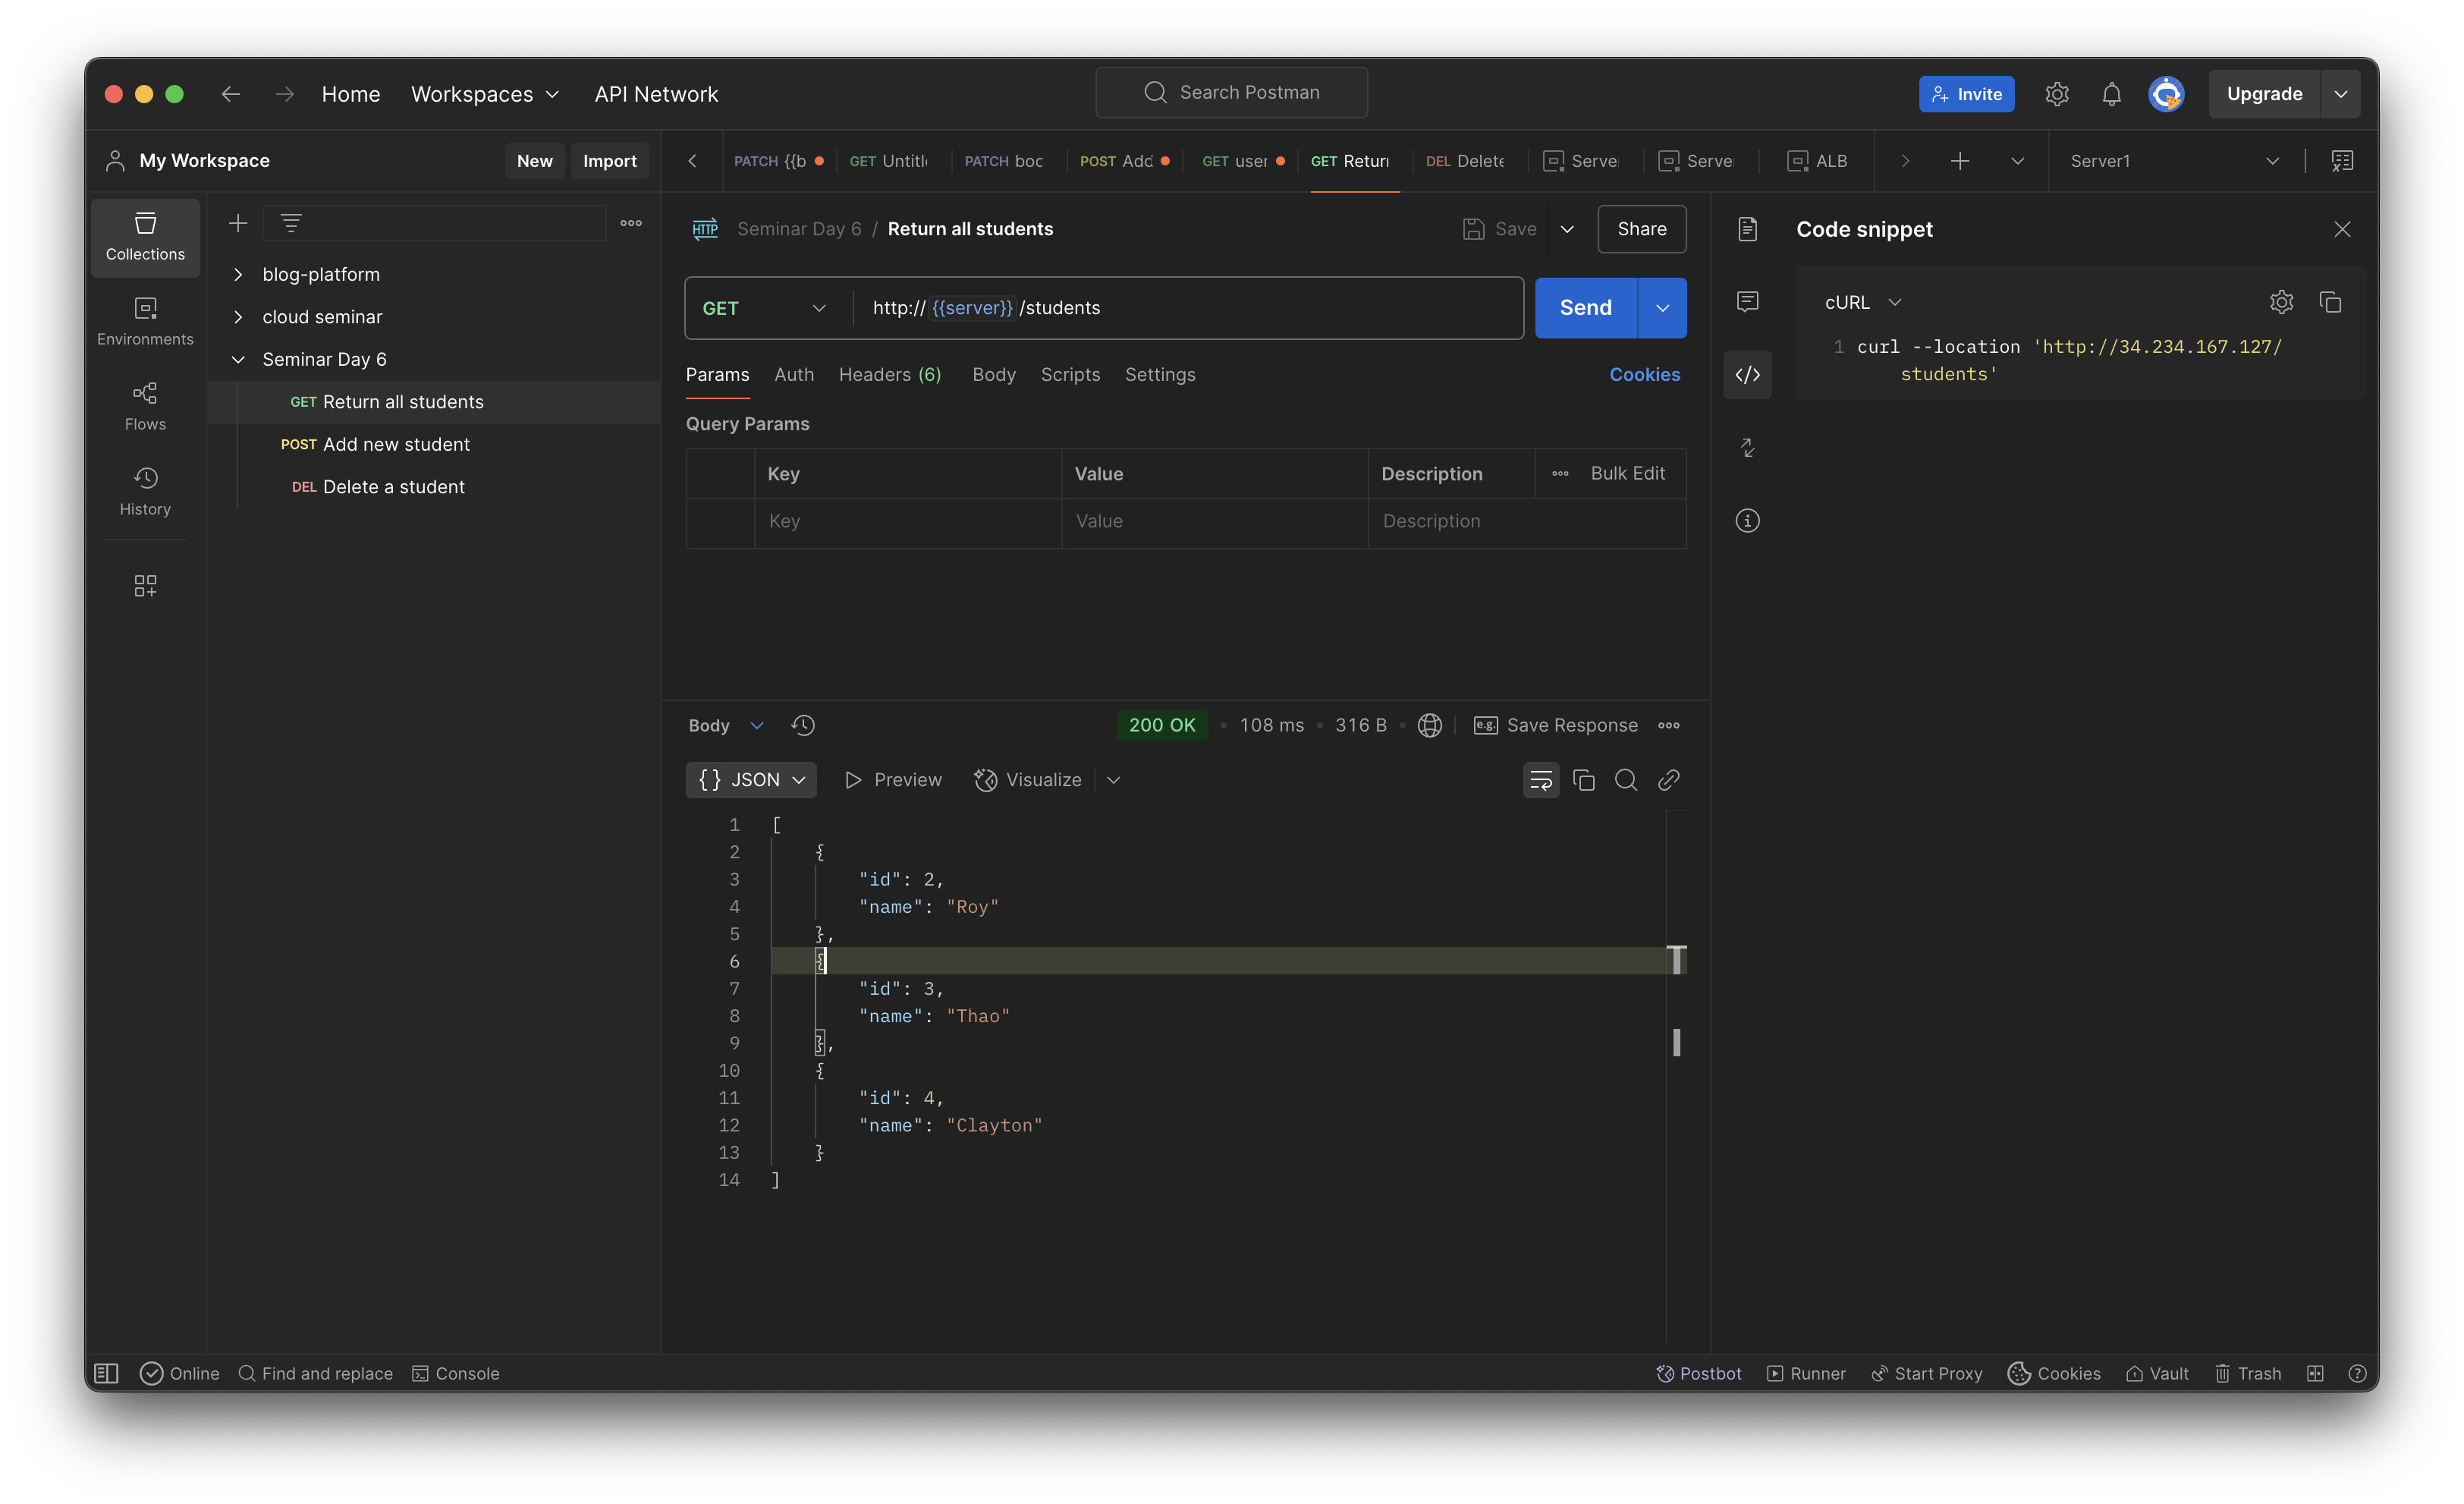 Home Workspaces API Network Search Postman Invite Upgrade
My Workspace New Import
PATCH {{b GET Untitl PATCH boc POST Add GET user GET Return DEL Delete Serve Serve ALB Server1
Collections
Environments
Flows
History
blog-platform
cloud seminar
Seminar Day 6
GET Return all students
POST Add new student
DEL Delete a student
HTTP Seminar Day 6 / Return all students Save Share
GET http://{{server}}/students Send
Params Auth Headers (6) Body Scripts Settings Cookies
Query Params
Key Value Description Bulk Edit
Key Value Description
Body 200 OK • 108 ms • 316 B • e.g. Save Response
{} JSON Preview Visualize
1 [
2 {
3 "id": 2,
4 "name": "Roy"
5 },
6 {
7 "id": 3,
8 "name": "Thao"
9 },
10 {
11 "id": 4,
12 "name": "Clayton"
13 }
14 ]
Code snippet
cURL
1 curl --location 'http://34.234.167.127/
students'
Online Find and replace Console Postbot Runner Start Proxy Cookies Vault Trash